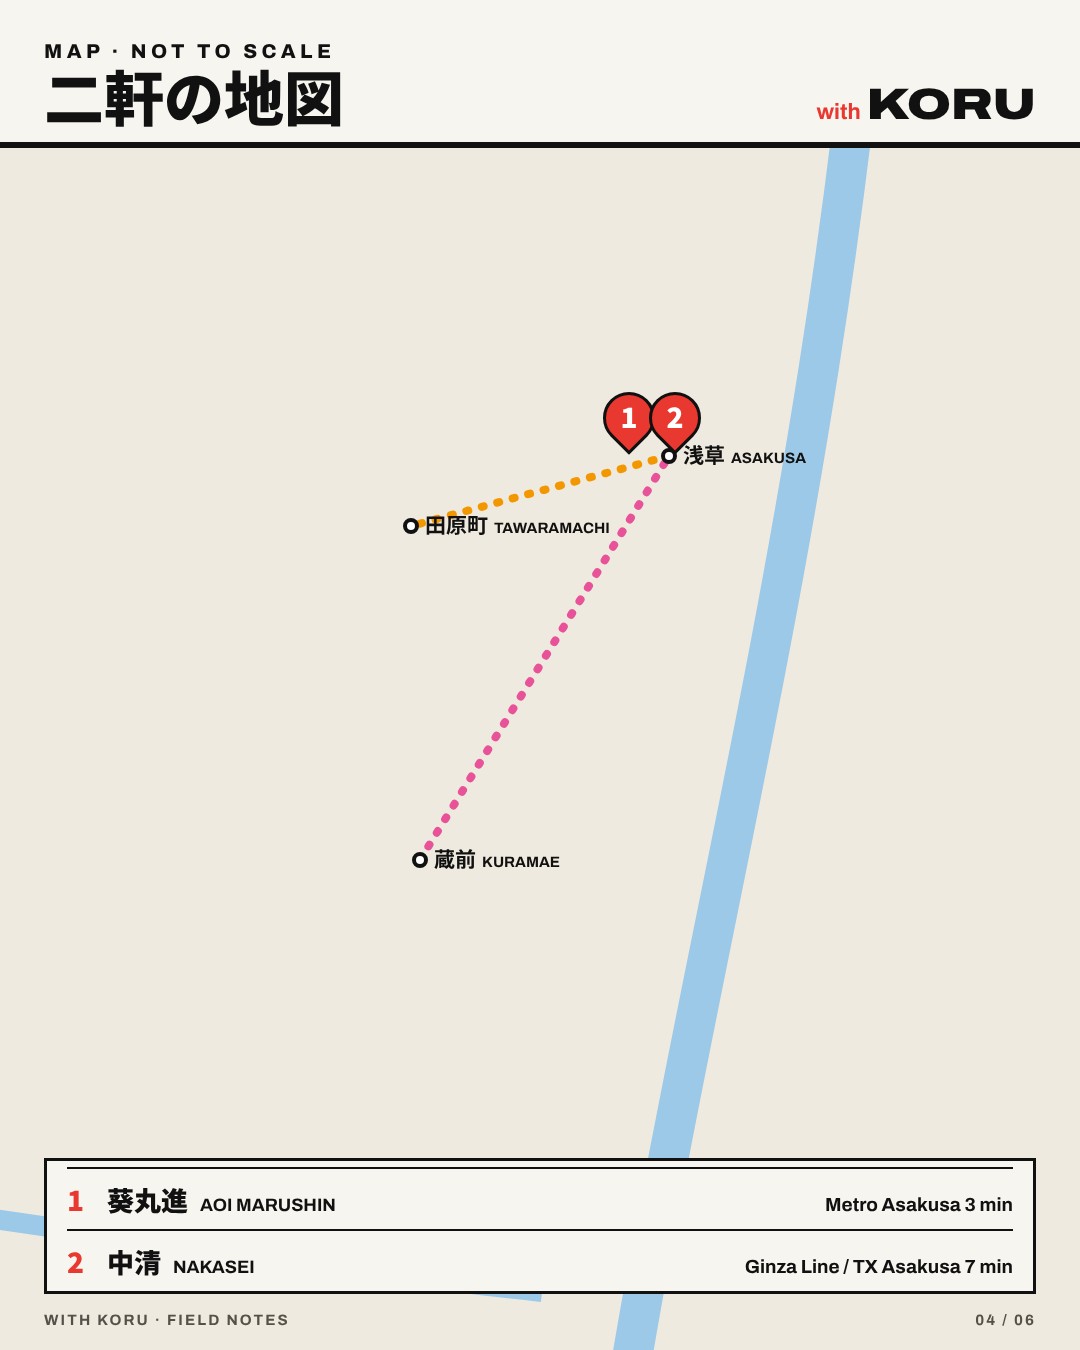 MAP · NOT TO SCALE
二軒の地図
with KORU
1 2
浅草 ASAKUSA
田原町 TAWARAMACHI
蔵前 KURAMAE
1 葵丸進 AOI MARUSHIN Metro Asakusa 3 min
2 中清 NAKASEI Ginza Line / TX Asakusa 7 min
WITH KORU · FIELD NOTES 04 / 06